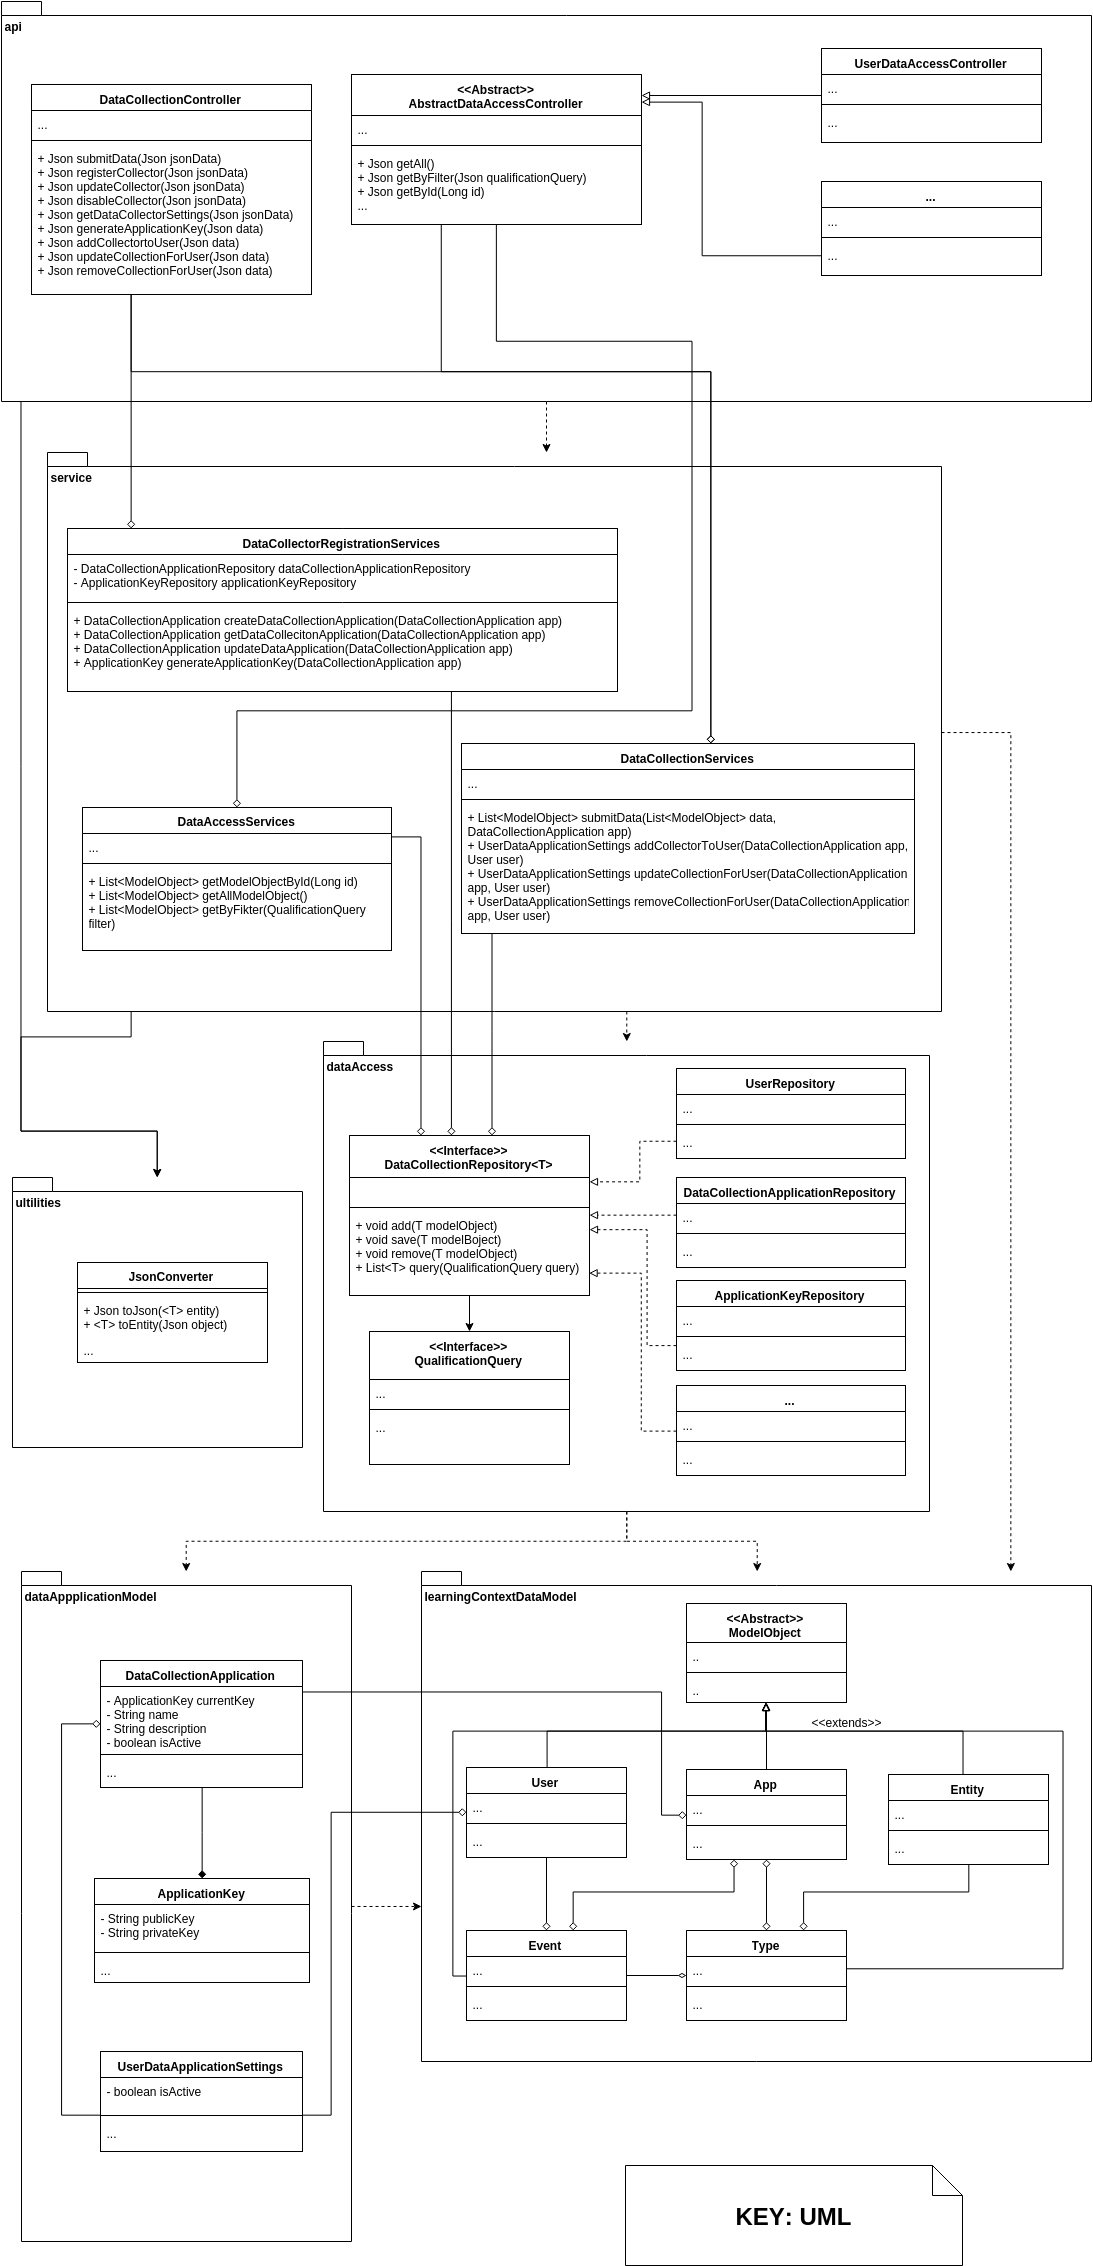 api
DataCollectionController
...
+ Json submitData(Json jsonData)
+ Json registerCollector(Json jsonData)
+ Json updateCollector(Json jsonData)
+ Json disableCollector(Json jsonData)
+ Json getDataCollectorSettings(Json jsonData)
+ Json generateApplicationKey(Json data)
+ Json addCollectortoUser(Json data)
+ Json updateCollectionForUser(Json data)
+ Json removeCollectionForUser(Json data)
<<Abstract>>
AbstractDataAccessController
...
+ Json getAll()
+ Json getByFilter(Json qualificationQuery)
+ Json getById(Long id)
...
UserDataAccessController
...
...
...
...
...
service
DataCollectorRegistrationServices
- DataCollectionApplicationRepository dataCollectionApplicationRepository
- ApplicationKeyRepository applicationKeyRepository
+ DataCollectionApplication createDataCollectionApplication(DataCollectionApplication app)
+ DataCollectionApplication getDataCollecitonApplication(DataCollectionApplication app)
+ DataCollectionApplication updateDataApplication(DataCollectionApplication app)
+ ApplicationKey generateApplicationKey(DataCollectionApplication app)
DataAccessServices
...
+ List<ModelObject> getModelObjectById(Long id)
+ List<ModelObject> getAllModelObject()
+ List<ModelObject> getByFikter(QualificationQuery
filter)
DataCollectionServices
...
+ List<ModelObject> submitData(List<ModelObject> data,
DataCollectionApplication app)
+ UserDataApplicationSettings addCollectorToUser(DataCollectionApplication app,
User user)
+ UserDataApplicationSettings updateCollectionForUser(DataCollectionApplication
app, User user)
+ UserDataApplicationSettings removeCollectionForUser(DataCollectionApplication
app, User user)
dataAccess
<<Interface>>
DataCollectionRepository<T>
+ void add(T modelObject)
+ void save(T modelBoject)
+ void remove(T modelObject)
+ List<T> query(QualificationQuery query)
<<Interface>>
QualificationQuery
...
...
UserRepository
...
...
DataCollectionApplicationRepository
...
...
ApplicationKeyRepository
...
...
...
...
...
ultilities
JsonConverter
+ Json toJson(<T> entity)
+ <T> toEntity(Json object)
...
dataAppplicationModel
DataCollectionApplication
- ApplicationKey currentKey
- String name
- String description
- boolean isActive
...
ApplicationKey
- String publicKey
- String privateKey
...
UserDataApplicationSettings
- boolean isActive
...
learningContextDataModel
<<Abstract>>
ModelObject
..
..
<<extends>>
User
...
...
App
...
...
Entity
...
...
Event
...
...
Type
...
...
KEY: UML